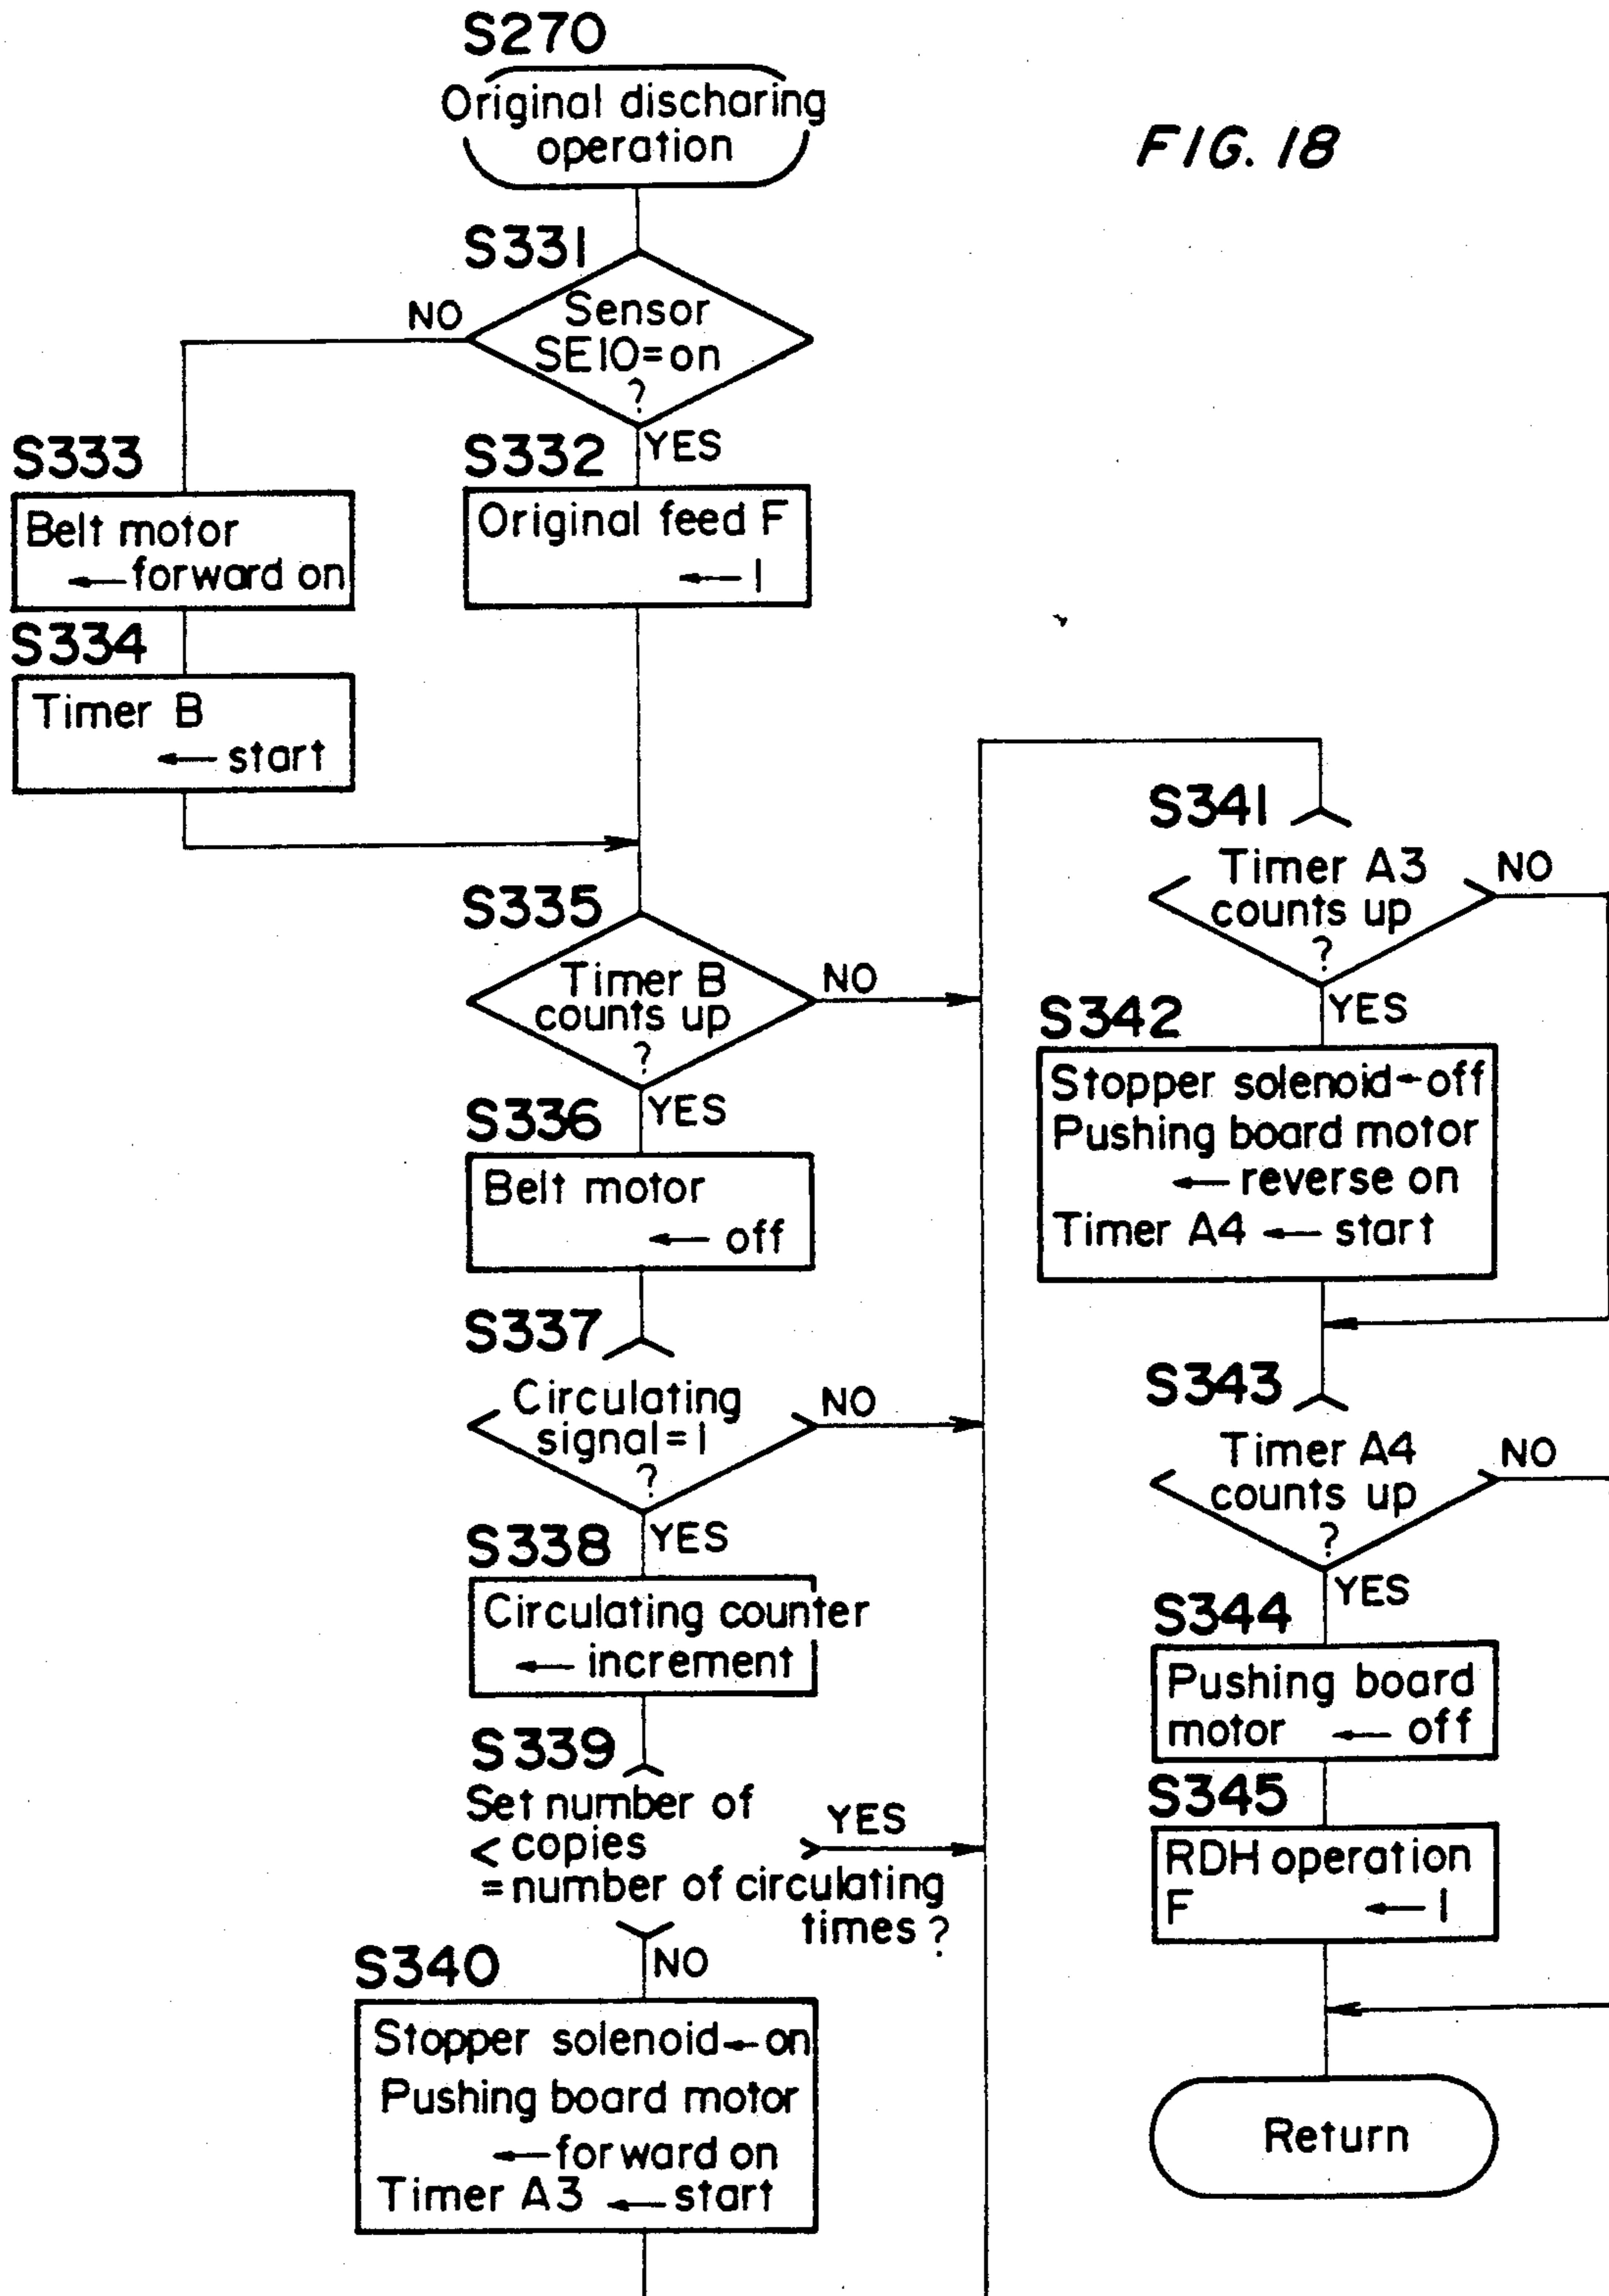 S270
Original discharing
operation
FIG. 18
S331
NO
Sensor
SE10=on
?
YES
S333
Belt motor
←forward on
S332
Original feed F
←1
S334
Timer B
←start
S335
Timer B
counts up
?
NO
YES
S336
Belt motor
←off
S337
Circulating
signal=1
?
NO
YES
S338
Circulating counter
←increment
S339
Set number of
copies
=number of circulating
times?
YES
NO
S340
Stopper solenoid←on
Pushing board motor
←forward on
Timer A3 ←start
S341
Timer A3
counts up
?
NO
YES
S342
Stopper solenoid←off
Pushing board motor
←reverse on
Timer A4 ←start
S343
Timer A4
counts up
?
NO
YES
S344
Pushing board
motor ←off
S345
RDH operation
F ←1
Return